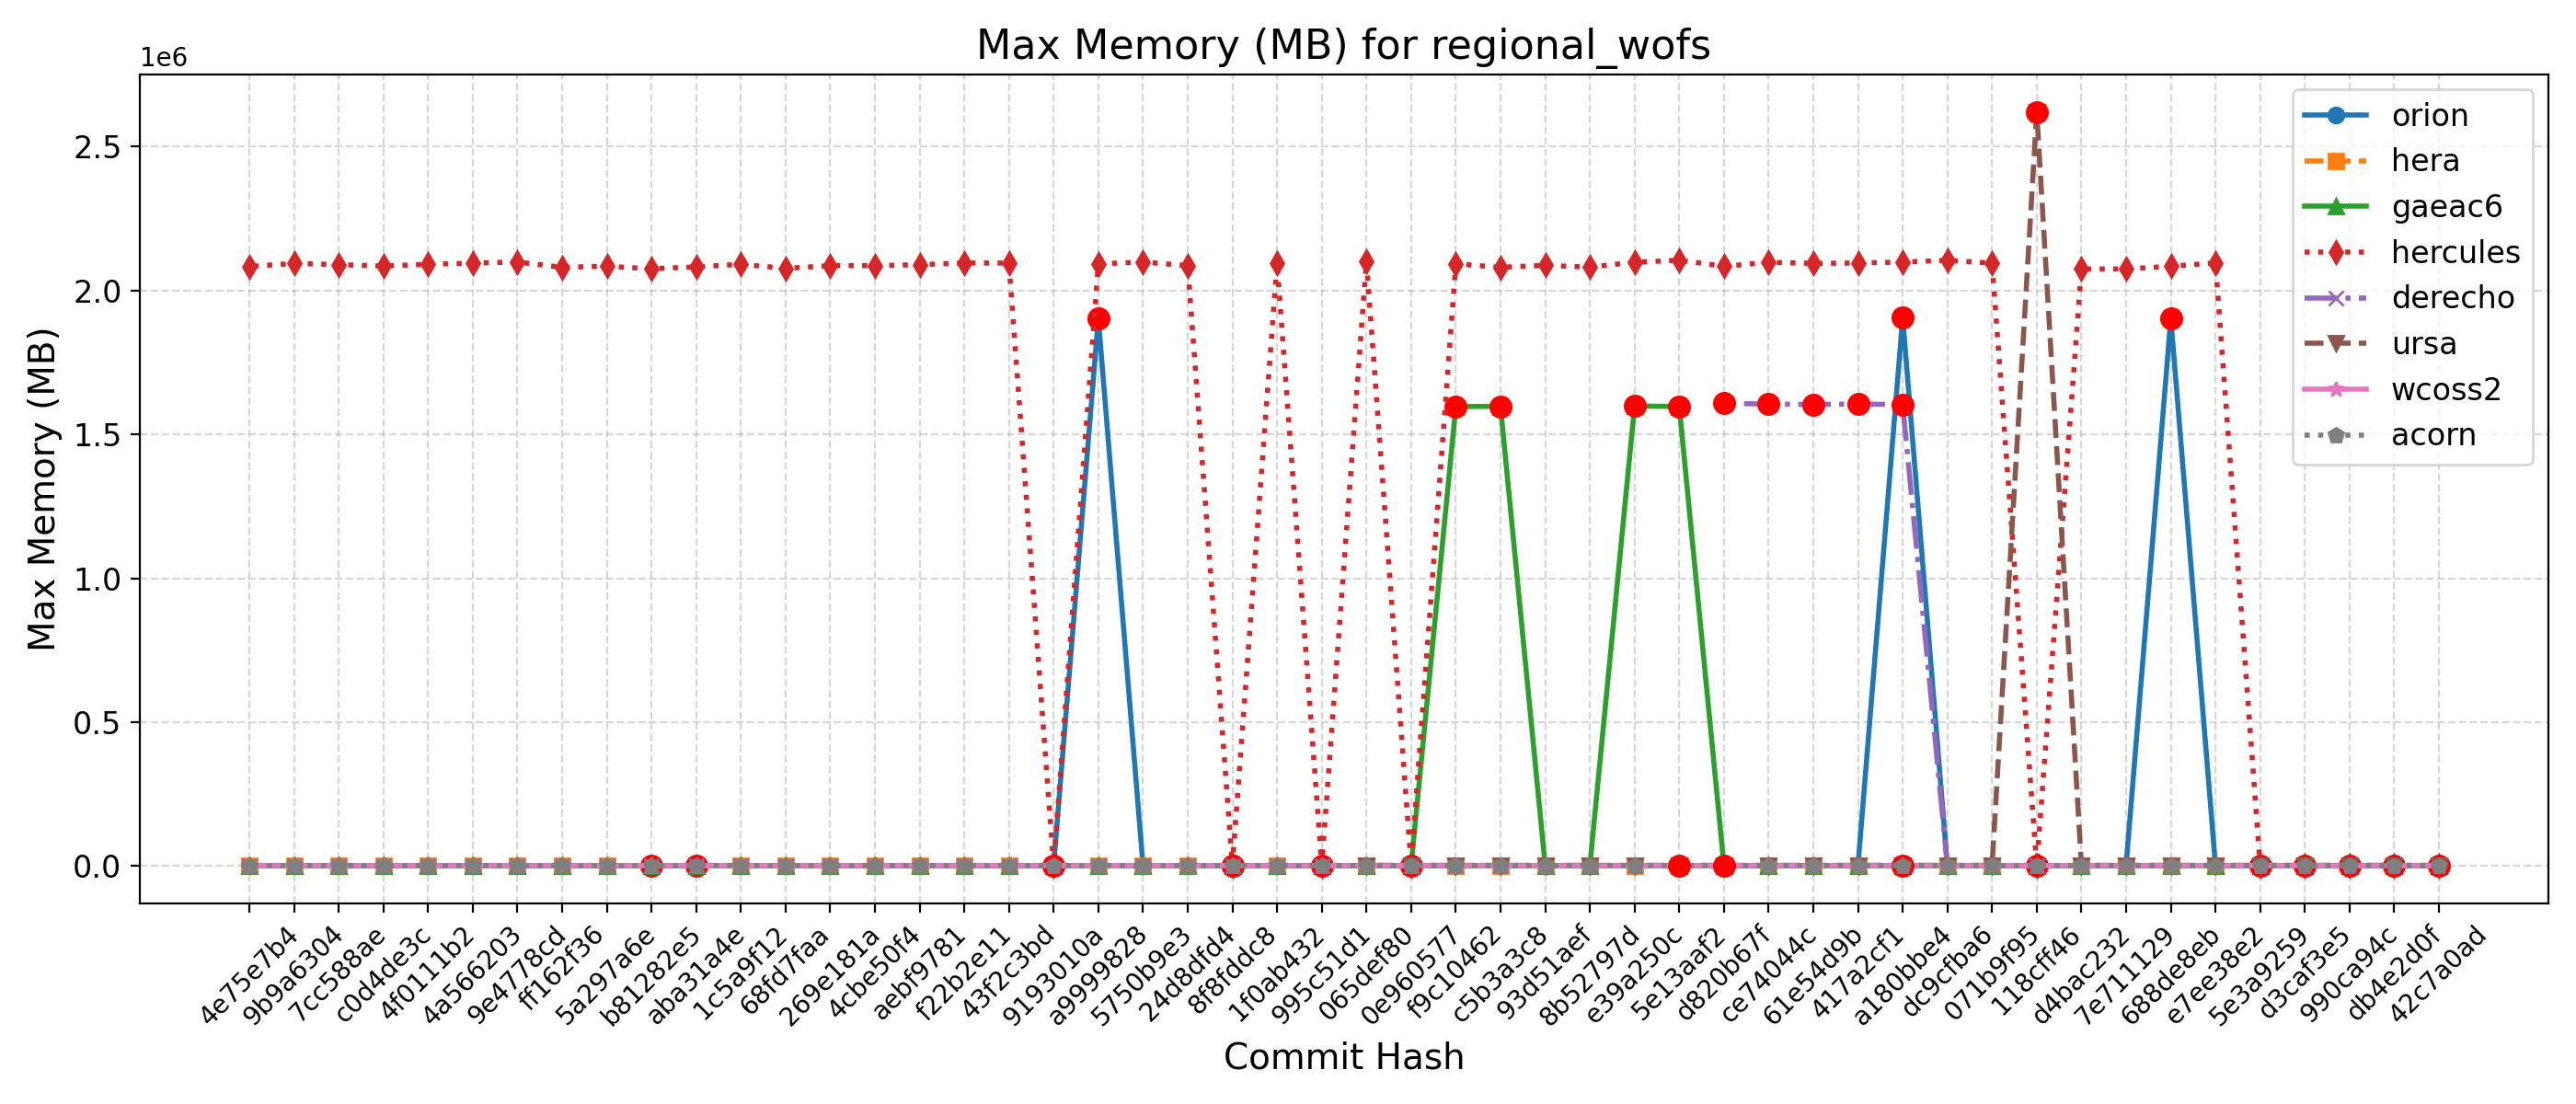 Max Memory (MB) for regional_wofs
1e6
2.5
2.0
1.5
1.0
0.5
0.0
Max Memory (MB)
orion
hera
gaeac6
hercules
derecho
ursa
wcoss2
acorn
4e75e7b4
9b9a6304
7cc588ae
c0d4de3c
4f0111b2
4a566203
9e4778cd
ff162f36
5a297a6e
b81282e5
aba31a4e
1c5a9f12
68fd7faa
269e181a
4cbe50f4
aebf9781
f22b2e11
43f2c3bd
9193010a
a9999828
5750b9e3
24d8dfd4
8f8fddc8
1f0ab432
995c51d1
065def80
0e960577
f9c10462
c5b3a3c8
93d51aef
8b52797d
e39a250c
5e13aaf2
d820b67f
ce74044c
61e54d9b
417a2cf1
a180bbe4
dc9cfba6
071b9f95
118cff46
d4bac232
7e711129
688de8eb
e7ee38e2
5e3a9259
d3caf3e5
990ca94c
db4e2d0f
42c7a0ad
Commit Hash